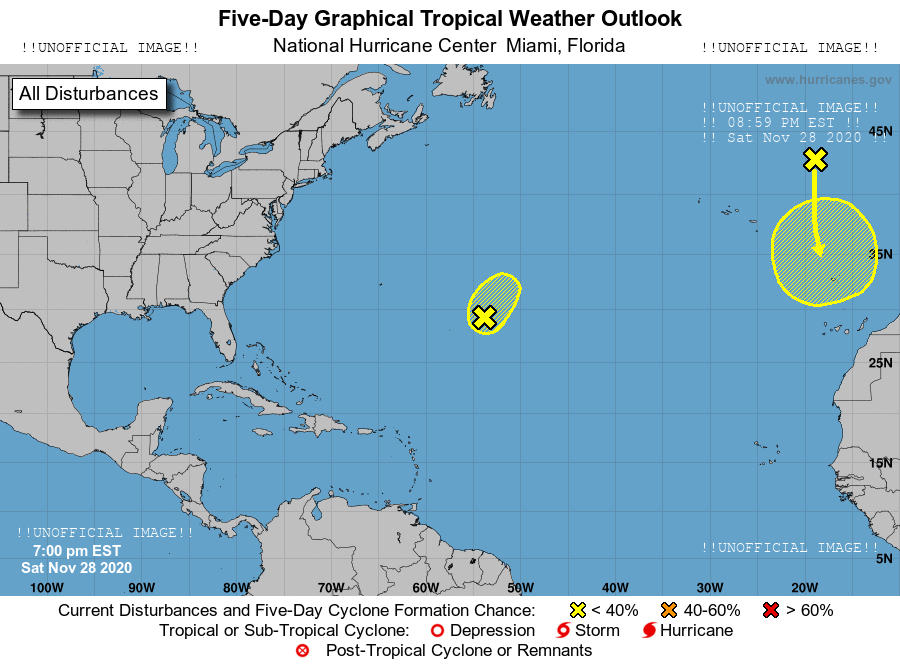 Five-Day Graphical Tropical Weather Outlook
!!UNOFFICIAL IMAGE!! National Hurricane Center Miami, Florida !!UNOFFICIAL IMAGE!!
All Disturbances
www.hurricanes.gov
!!UNOFFICIAL IMAGE!!
!! 08:59 PM EST !!
!! Sat Nov 28 2020 !!
45N
35N
25N
15N
!!UNOFFICIAL IMAGE!!
7:00 pm EST
Sat Nov 28 2020
!!UNOFFICIAL IMAGE!!
5N
100W 90W 80W 70W 60W 50W 40W 30W 20W
Current Disturbances and Five-Day Cyclone Formation Chance: < 40% 40-60% > 60%
Tropical or Sub-Tropical Cyclone: Depression Storm Hurricane
Post-Tropical Cyclone or Remnants